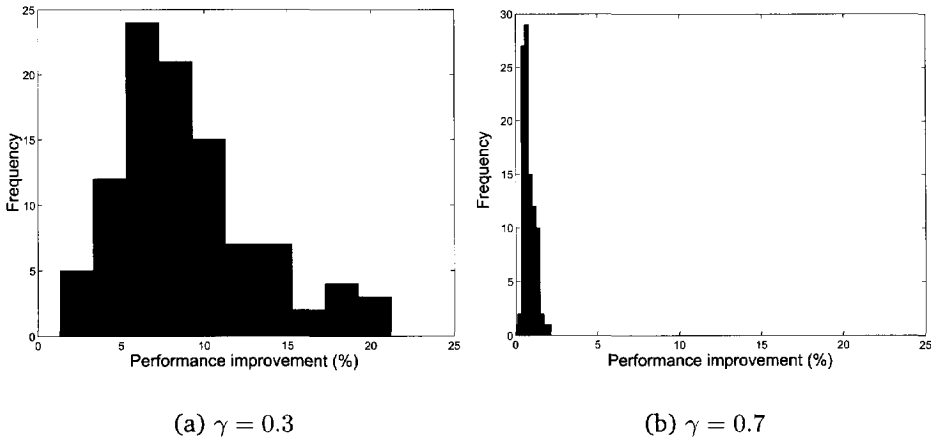 25
20
15
10
5
0
Frequency
0 5 10 15 20 25
Performance improvement (%)
(a) γ = 0.3
30
25
20
15
10
5
0
Frequency
0 5 10 15 20 25
Performance improvement (%)
(b) γ = 0.7